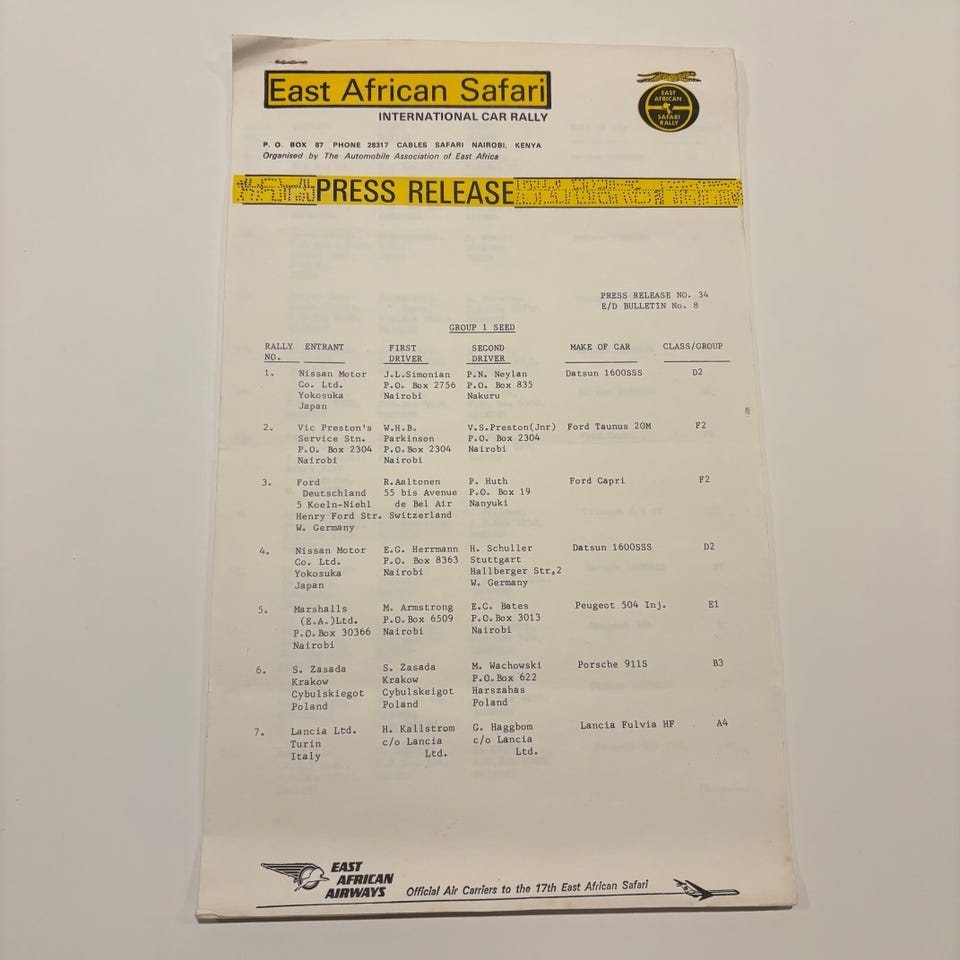 East African Safari
INTERNATIONAL CAR RALLY
EAST
AFRICAN
SAFARI
RALLY
P. O. BOX 87 PHONE 28317 CABLES SAFARI NAIROBI, KENYA
Organised by The Automobile Association of East Africa
PRESS RELEASE
PRESS RELEASE NO. 34
E/D BULLETIN No. 8
GROUP 1 SEED
RALLY NO. ENTRANT FIRST DRIVER SECOND DRIVER MAKE OF CAR CLASS/GROUP
1. Nissan Motor J.L.Simonian P.N. Neylan Datsun 1600SSS D2
Co. Ltd. P.O. Box 2756 P.O. Box 835
Yokosuka Nairobi Nakuru
Japan
2. Vic Preston's W.H.B. V.S.Preston(Jnr) Ford Taunus 20M F2
Service Stn. Parkinson P.O. Box 2304
P.O. Box 2304 P.O.Box 2304 Nairobi
Nairobi Nairobi
3. Ford R.Aaltonen P. Huth Ford Capri F2
Deutschland 55 bis Avenue P.O. Box 19
5 Koeln-Niehl de Bel Air Nanyuki
Henry Ford Str. Switzerland
W. Germany
4. Nissan Motor E.G. Herrmann H. Schuller Datsun 1600SSS D2
Co. Ltd. P.O. Box 8363 Stuttgart
Yokosuka Nairobi Hallberger Str,2
Japan W. Germany
5. Marshalls M. Armstrong E.C. Bates Peugeot 504 Inj. E1
(E.A.)Ltd. P.O.Box 6509 P.O.Box 3013
P.O.Box 30366 Nairobi Nairobi
Nairobi
6. S. Zasada S. Zasada M. Wachowski Porsche 911S B3
Krakow Krakow P.O.Box 622
Cybulskiegot Cybulskeigot Harszahas
Poland Poland Poland
7. Lancia Ltd. H. Kallstrom G. Haggbom Lancia Fulvia HF A4
Turin c/o Lancia c/o Lancia
Italy Ltd. Ltd.
EAST
AFRICAN
AIRWAYS
Official Air Carriers to the 17th East African Safari